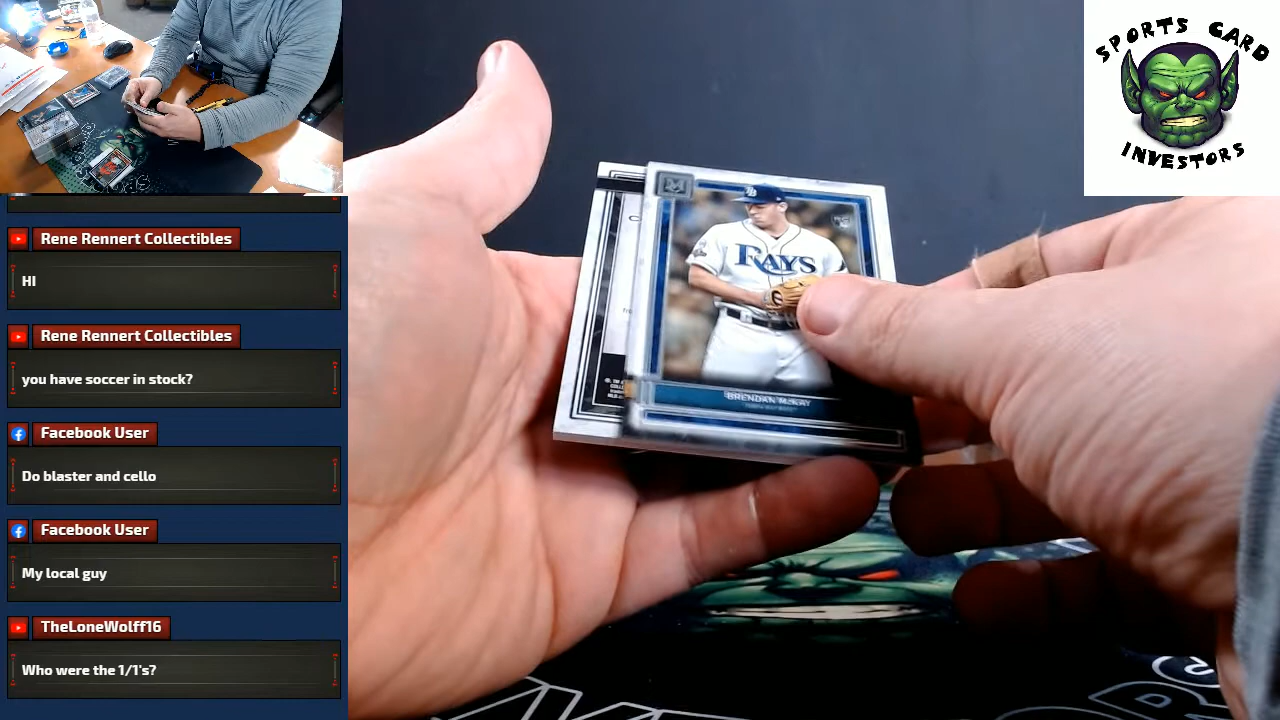 SPORTS CARD
INVESTORS
Rene Rennert Collectibles
HI
Rene Rennert Collectibles
you have soccer in stock?
Facebook User
Do blaster and cello
Facebook User
My local guy
TheLoneWolff16
Who were the 1/1's?
RAYS
BRENDAN McKAY